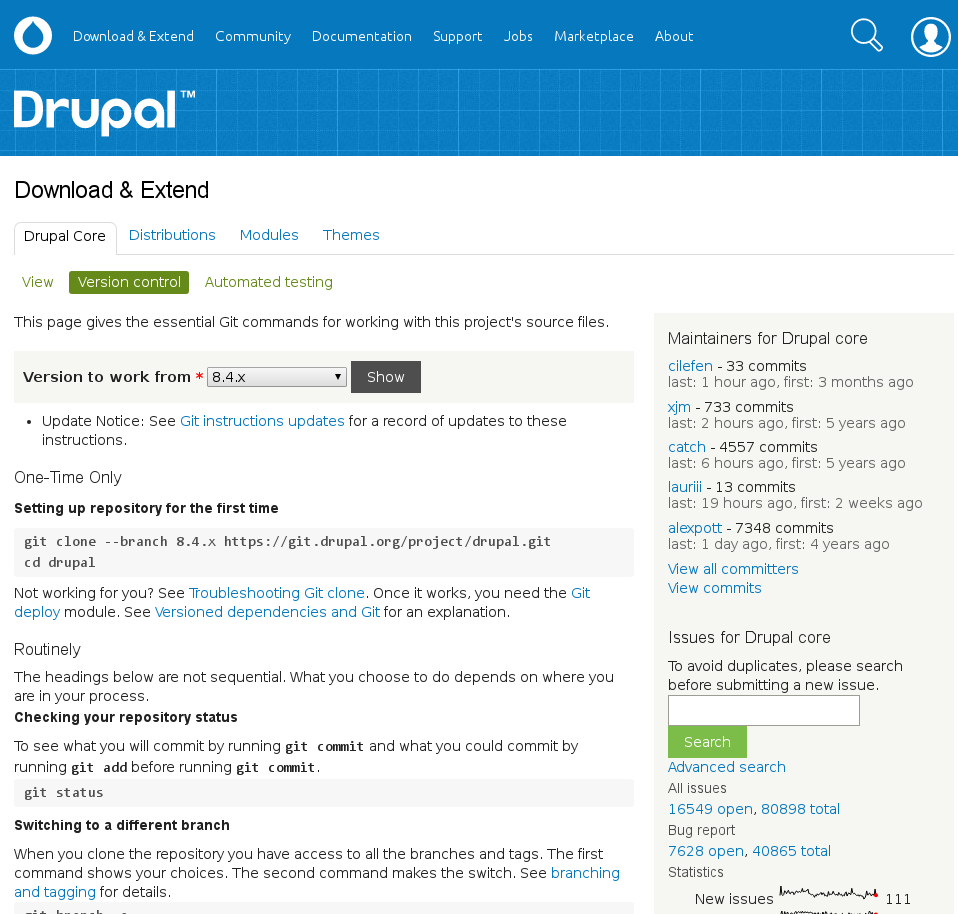 Download & Extend Community Documentation Support Jobs Marketplace About
Drupal™
Download & Extend
Drupal Core Distributions Modules Themes
View Version control Automated testing
This page gives the essential Git commands for working with this project's source files.
Version to work from * 8.4.x Show
• Update Notice: See Git instructions updates for a record of updates to these
instructions.
One-Time Only
Setting up repository for the first time
git clone --branch 8.4.x https://git.drupal.org/project/drupal.git
cd drupal
Not working for you? See Troubleshooting Git clone. Once it works, you need the Git
deploy module. See Versioned dependencies and Git for an explanation.
Routinely
The headings below are not sequential. What you choose to do depends on where you
are in your process.
Checking your repository status
To see what you will commit by running git commit and what you could commit by
running git add before running git commit.
git status
Switching to a different branch
When you clone the repository you have access to all the branches and tags. The first
command shows your choices. The second command makes the switch. See branching
and tagging for details.
Maintainers for Drupal core
cilefen - 33 commits
last: 1 hour ago, first: 3 months ago
xjm - 733 commits
last: 2 hours ago, first: 5 years ago
catch - 4557 commits
last: 6 hours ago, first: 5 years ago
lauriii - 13 commits
last: 19 hours ago, first: 2 weeks ago
alexpott - 7348 commits
last: 1 day ago, first: 4 years ago
View all committers
View commits
Issues for Drupal core
To avoid duplicates, please search
before submitting a new issue.
Search
Advanced search
All issues
16549 open, 80898 total
Bug report
7628 open, 40865 total
Statistics
New issues 111